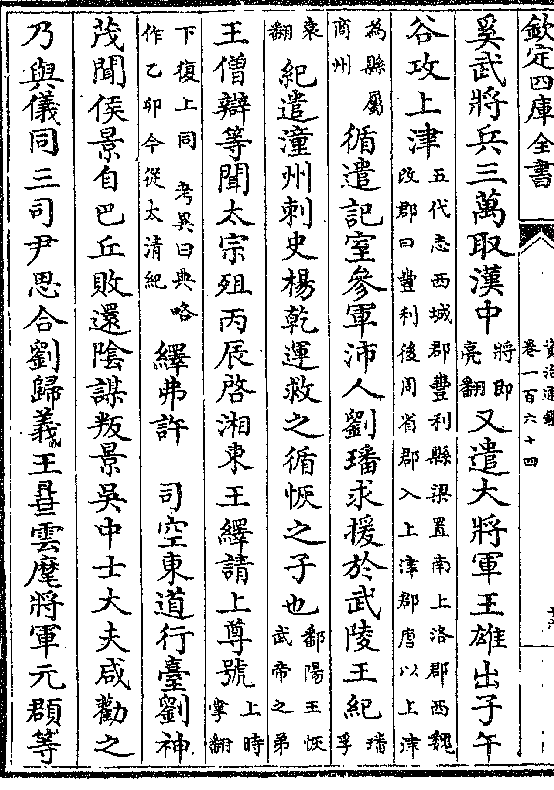 欽定四庫全書
資治通鑑
卷一百六十四
奚武將兵三萬取漢中將即亮翻又遣大將軍王雄出子午
谷攻上津五代志西城郡豐利縣梁置南上洛郡西魏改郡曰豐利後周省郡入上津郡唐以上津
為縣屬商州循遣記室參軍沛人劉璠求援於武陵王紀璠孚
袁翻紀遣潼州刺史楊乾運救之循恢之子也鄱陽王恢武帝之弟
王僧辯等聞太宗殂丙辰啓湘東王繹請上尊號上時掌翻
下復上同考異曰典略作乙卯今從太清紀繹弗許 司空東道行臺劉神
茂聞侯景自巴丘敗還陰謀叛景吳中士大夫咸勸之
乃與儀同三司尹思合劉歸義王曅雲麾將軍元頵等